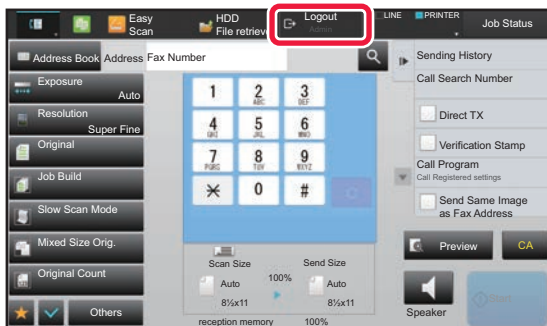 Easy
Scan
HDD
File retriev
Logout
Admin
LINE
PRINTER
Job Status
Address Book
Address
Fax Number
Sending History
Call Search Number
Exposure
Auto
Resolution
Super Fine
Original
Job Build
Slow Scan Mode
Mixed Size Orig.
Original Count
Others
1
2
ABC
3
DEF
4
GHI
5
JKL
6
MNO
7
PQRS
8
TUV
9
WXYZ
0
#
Direct TX
Verification Stamp
Call Program
Call Registered settings
Send Same Image
as Fax Address
Preview
CA
Scan Size
Send Size
Auto
100%
Auto
8½x11
8½x11
reception memory
100%
Speaker
Start